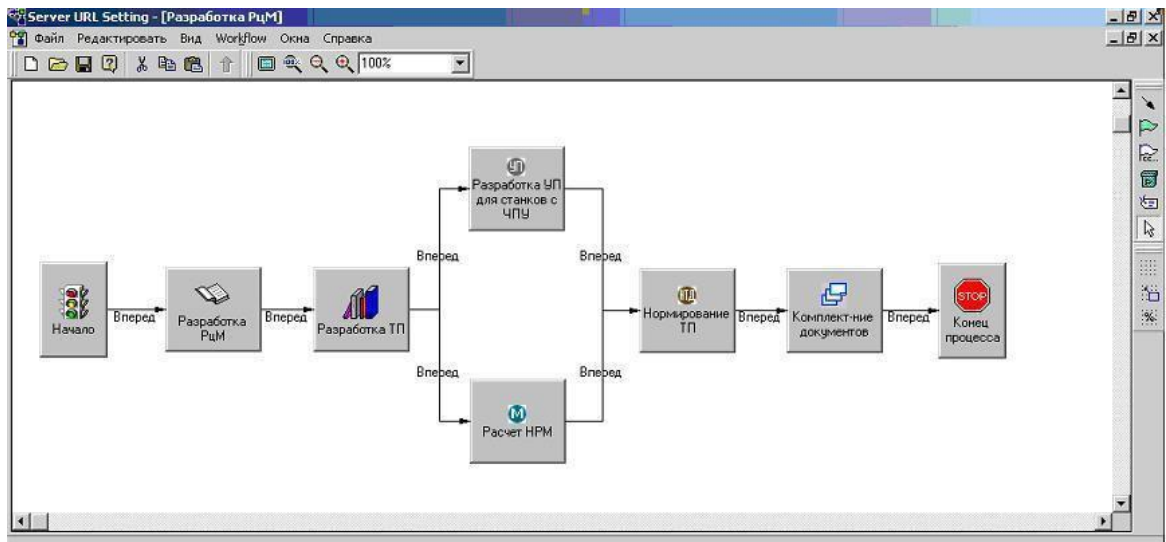 Server URL Setting - [Разработка РцМ]
Файл Редактировать Вид Workflow Окна Справка
100%
УП
Разработка УП
для станков с
ЧПУ
Вперед
Вперед
Начало
Вперед
Разработка
РцМ
Вперед
Разработка ТП
Нормирование
ТП
Вперед
Комплект-ние
документов
Вперед
STOP
Конец
процесса
Вперед
Вперед
М
Расчет НРМ